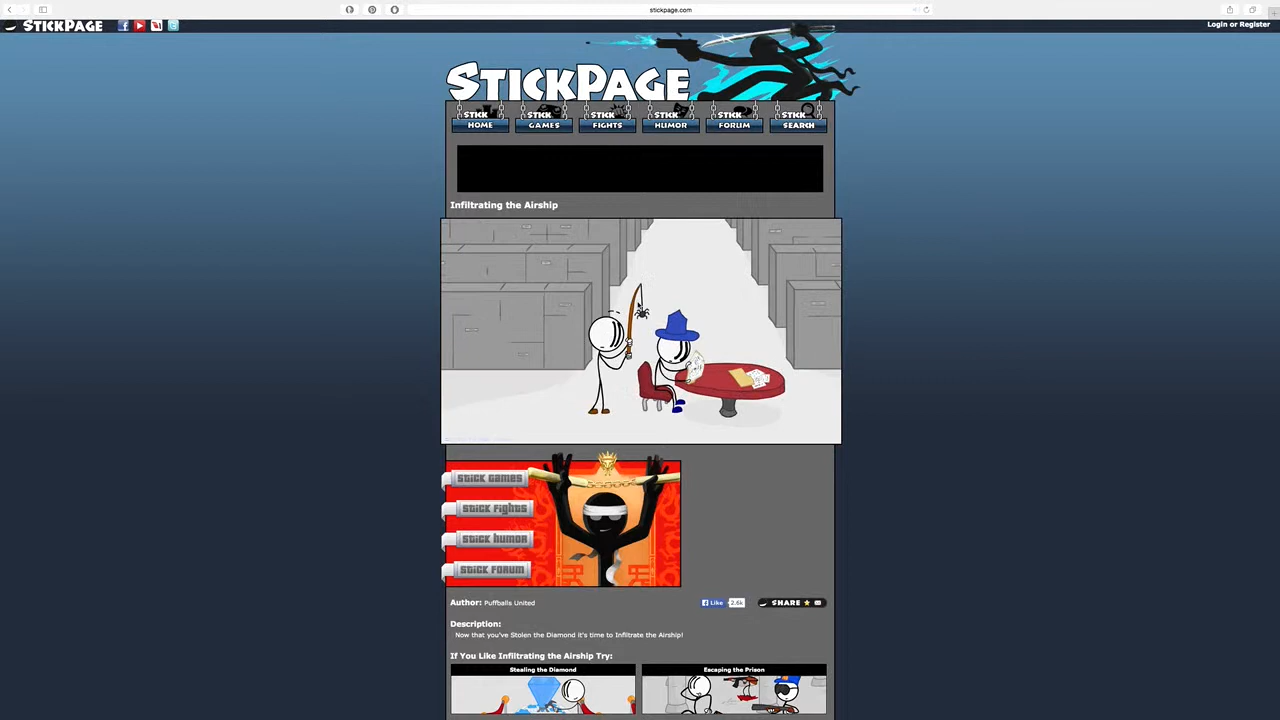 stickpage.com
STICKPAGE
Login or Register
STICKPAGE
STICK HOME
STICK GAMES
STICK FIGHTS
STICK HUMOR
STICK FORUM
STICK SEARCH
Infiltrating the Airship
STICK GAMES
STICK FIGHTS
STICK HUMOR
STICK FORUM
Author: Puffballs United
Like 2.6k
SHARE
Description:
Now that you've Stolen the Diamond it's time to Infiltrate the Airship!
If You Like Infiltrating the Airship Try:
Stealing the Diamond
Escaping the Prison